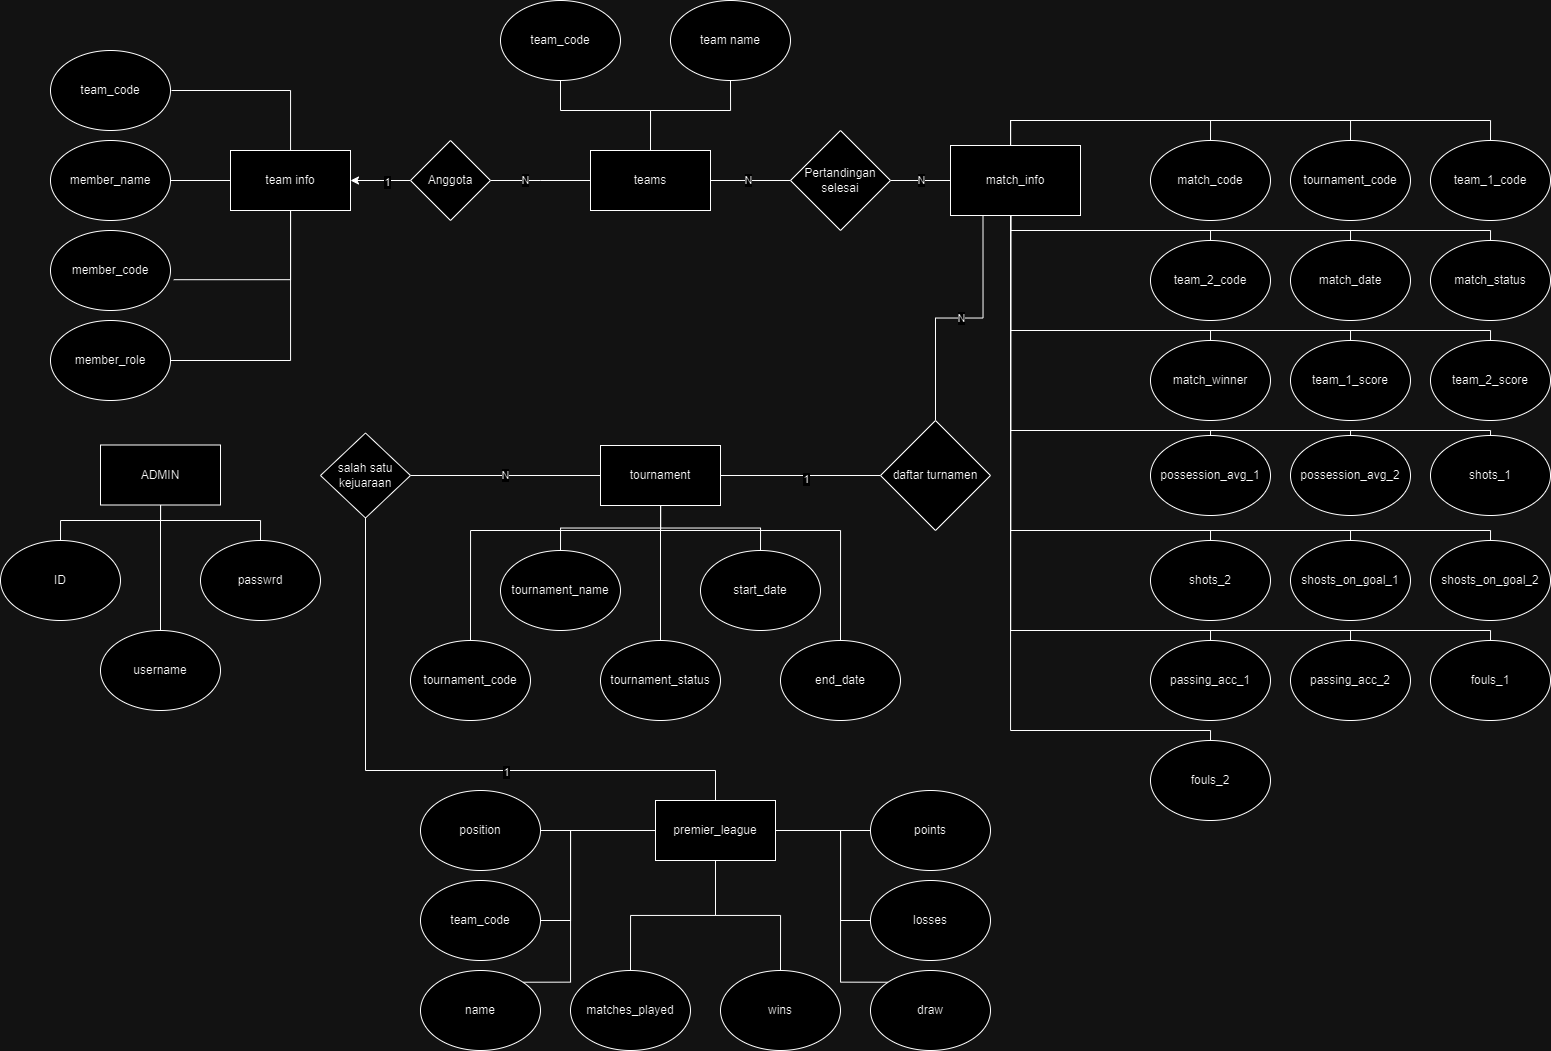 team_code
team name
team_code
member_name
member_code
member_role
team info
1
Anggota
N
teams
N
Pertandingan
selesai
N
match_info
match_code
tournament_code
team_1_code
team_2_code
match_date
match_status
N
match_winner
team_1_score
team_2_score
possession_avg_1
possession_avg_2
shots_1
shots_2
shosts_on_goal_1
shosts_on_goal_2
passing_acc_1
passing_acc_2
fouls_1
fouls_2
ADMIN
ID
passwrd
username
salah satu
kejuaraan
N
tournament
1
daftar turnamen
tournament_name
start_date
tournament_code
tournament_status
end_date
1
position
premier_league
points
team_code
losses
name
matches_played
wins
draw